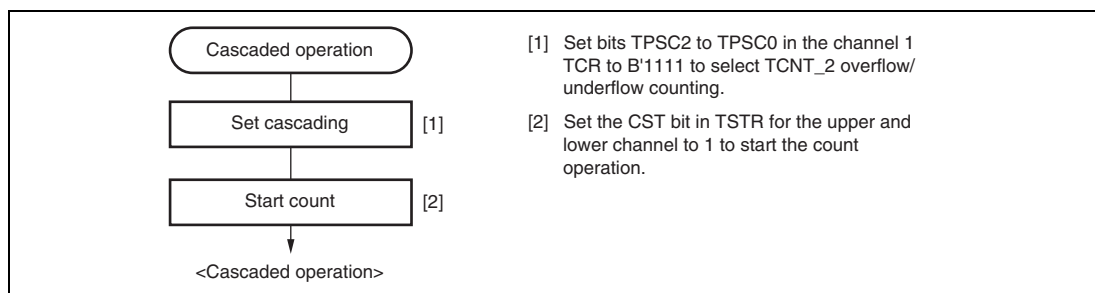 Cascaded operation
Set cascading
[1]
Start count
[2]
<Cascaded operation>
[1] Set bits TPSC2 to TPSC0 in the channel 1
TCR to B'1111 to select TCNT_2 overflow/
underflow counting.
[2] Set the CST bit in TSTR for the upper and
lower channel to 1 to start the count
operation.